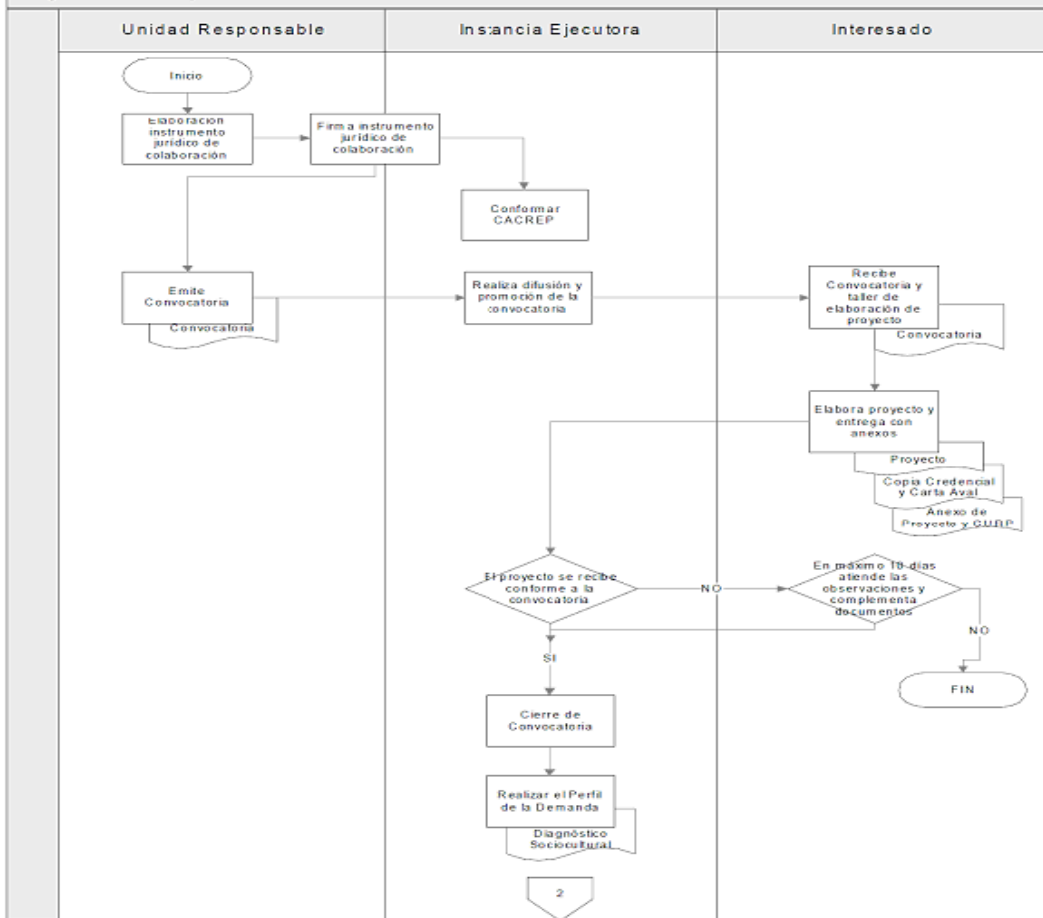 Unidad Responsable
Instancia Ejecutora
Interesado
Inicio
Elaboración
instrumento
jurídico de
colaboración
Firma instrumento
jurídico de
colaboración
Conformar
CACREP
Emite
Convocatoria
Convocatoria
Realiza difusión y
promoción de la
convocatoria
Recibe
Convocatoria y
taller de
elaboración de
proyecto
Convocatoria
Elabora proyecto y
entrega con
anexos
Proyecto
Copia Credencial
y Carta Aval
Anexo de
Proyecto y CURP
El proyecto se recibe
conforme a la
convocatoria
NO
En máximo 10 días
atiende las
observaciones y
complementa
documentos
NO
SI
FIN
Cierre de
Convocatoria
Realizar el Perfil
de la Demanda
Diagnóstico
Sociocultural
2